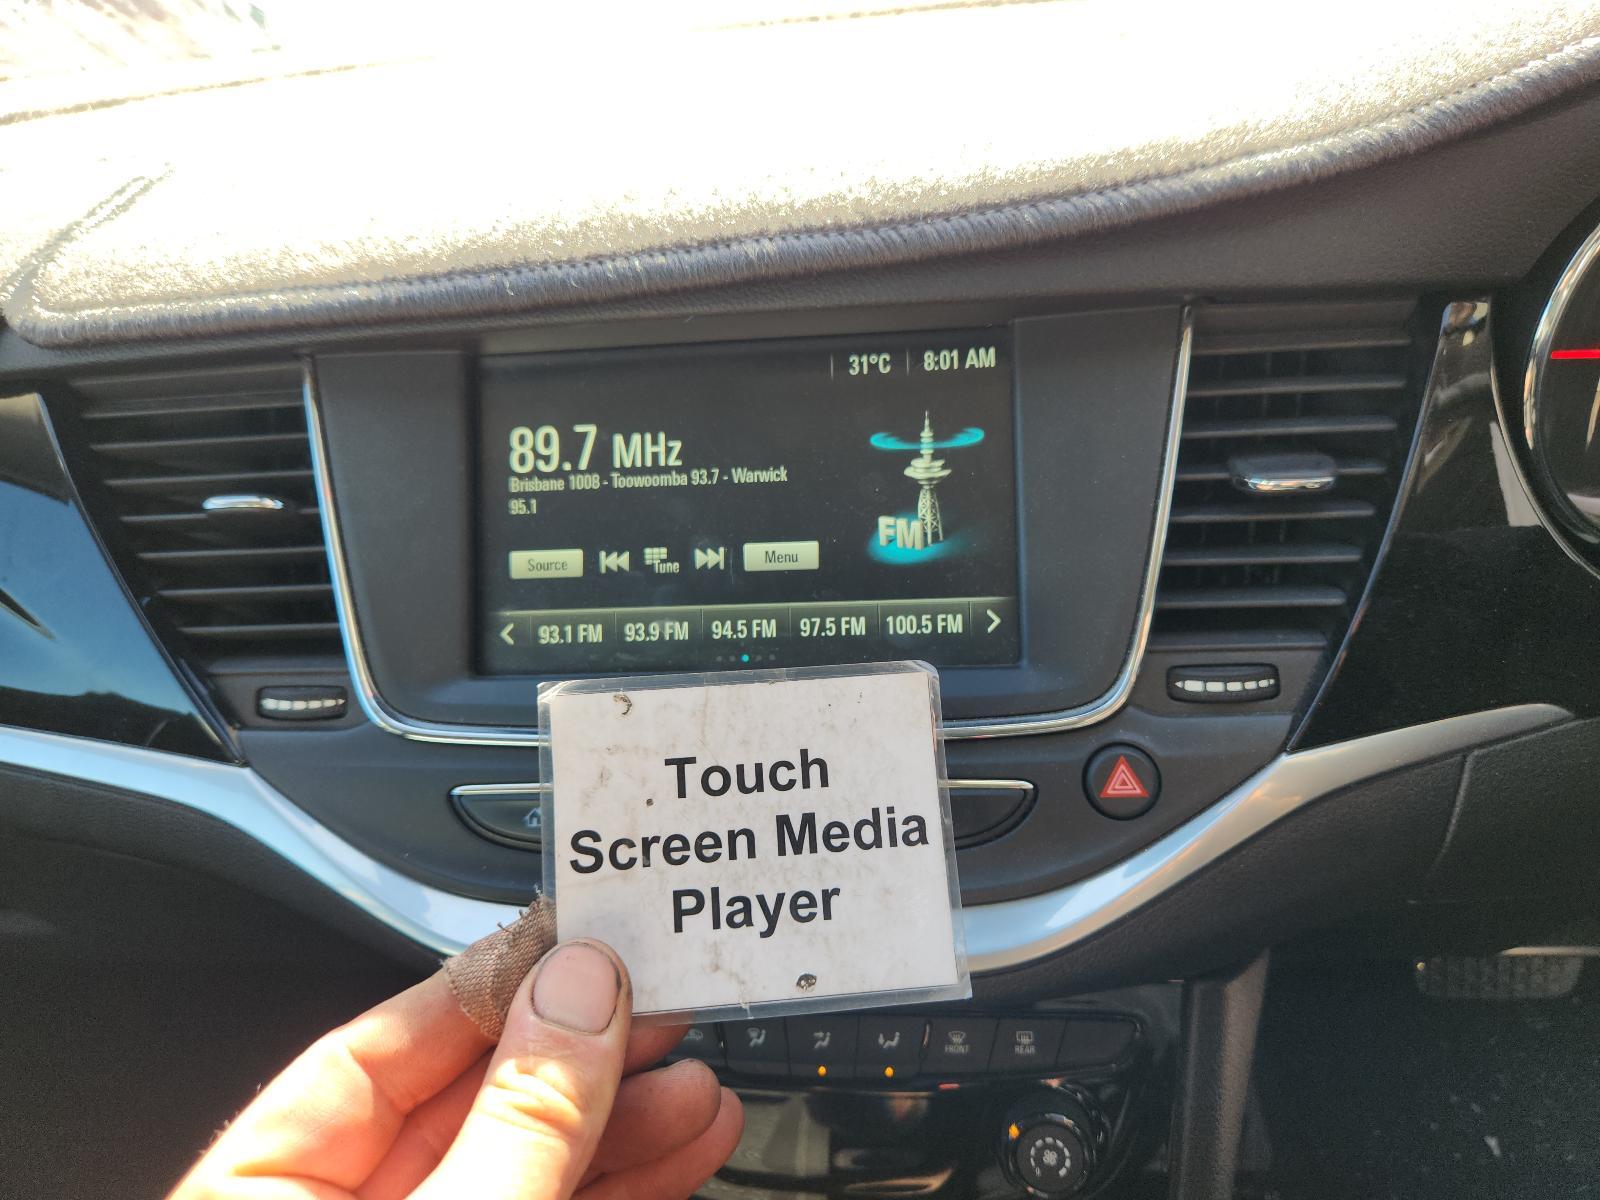 31°C 8:01 AM
89.7 MHz
Brisbane 1008 - Toowoomba 93.7 - Warwick
95.1
FM
Source Tune Menu
93.1 FM 93.9 FM 94.5 FM 97.5 FM 100.5 FM
Touch
Screen Media
Player
FRONT REAR